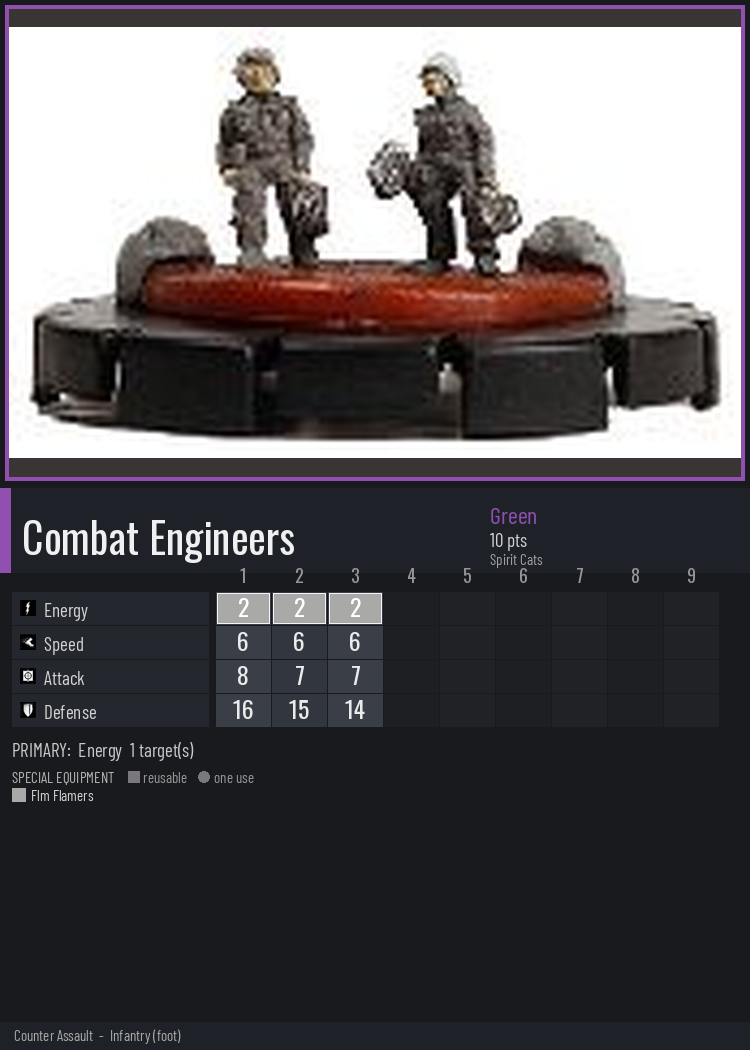 Combat Engineers
Green
10 pts
Spirit Cats
1 2 3 4 5 6 7 8 9
Energy 2 2 2
Speed 6 6 6
Attack 8 7 7
Defense 16 15 14
PRIMARY: Energy 1 target(s)
SPECIAL EQUIPMENT reusable one use
Flm Flamers
Counter Assault - Infantry (foot)